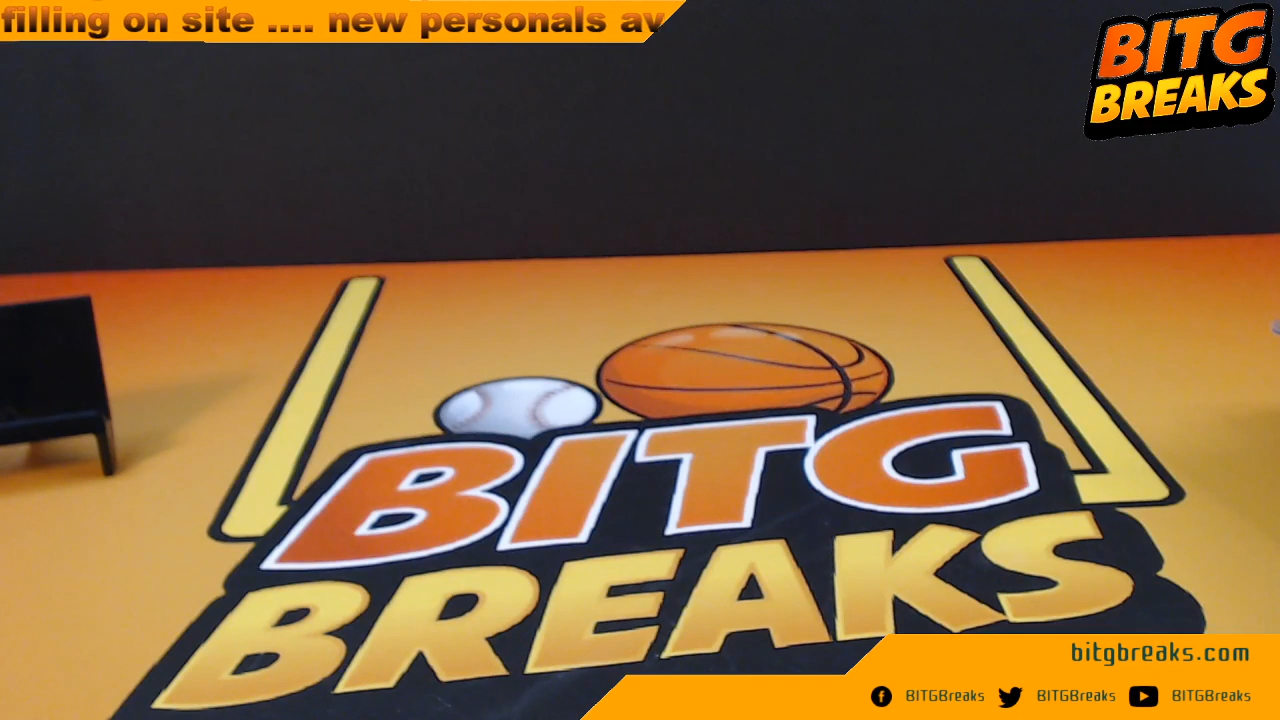 filling on site .... new personals av
BITG
BREAKS
BITG
BREAKS
bitgbreaks.com
BITGBreaks
BITGBreaks
BITGBreaks